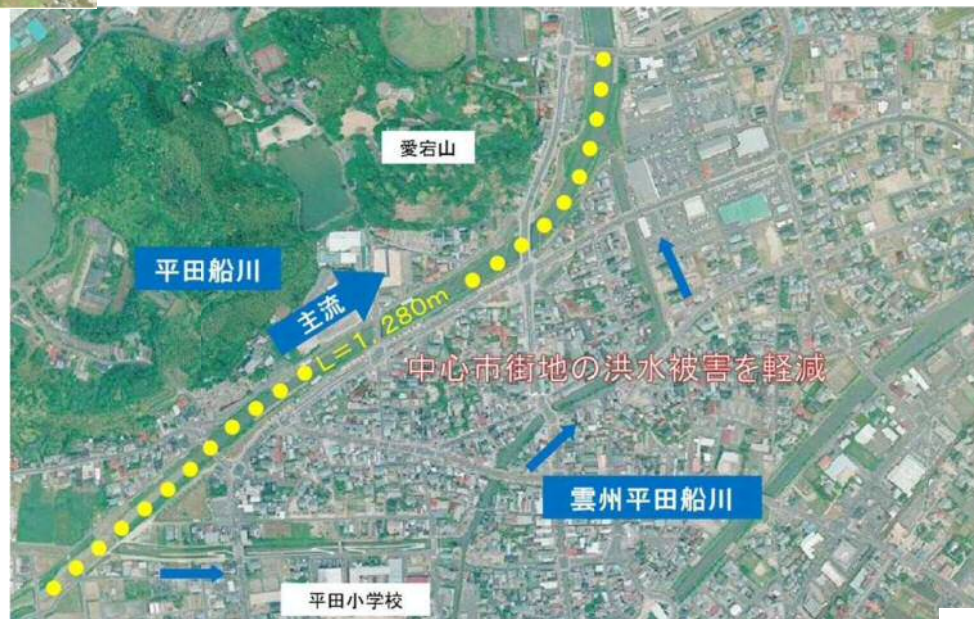 愛宕山
平田船川
主流
L=1,280m
中心市街地の洪水被害を軽減
雲州平田船川
平田小学校